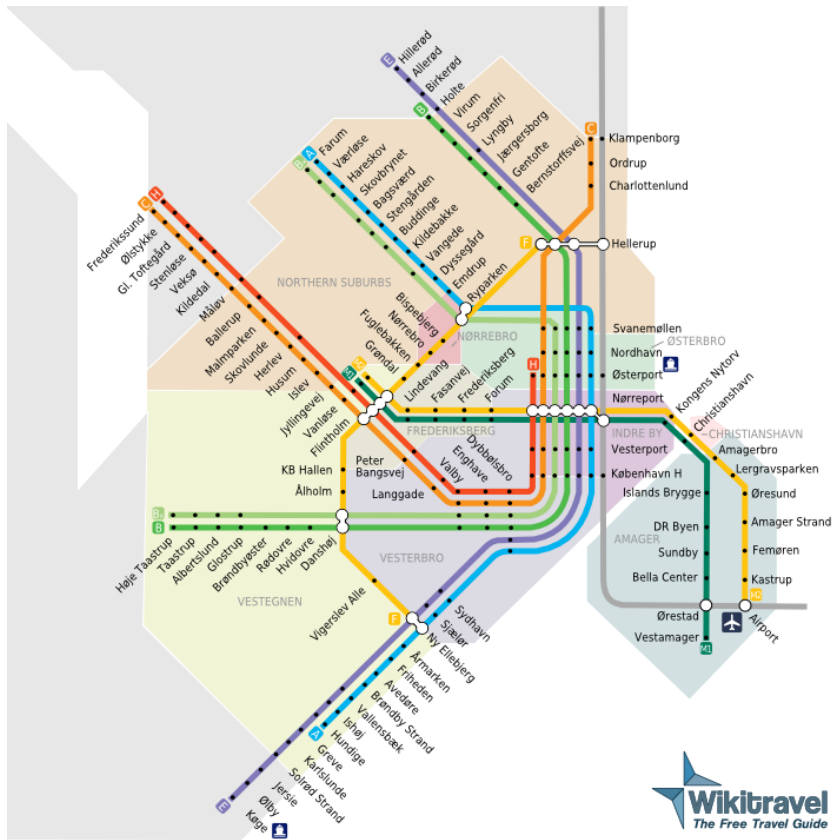 E
Hillerød
Allerød
Birkerød
Holte
B
Virum
Sorgenfri
Lyngby
Jærgersborg
Gentofte
Bernstorffsvej
C
Klampenborg
Ordrup
Charlottenlund
F
Hellerup
A
Farum
Værløse
Hareskov
Skovbrynet
Bagsværd
Stengården
Buddinge
Kildebakke
Vangede
Dyssegård
Emdrup
Ryparken
H
C
Frederikssund
Ølstykke
Gl. Toftegård
Stenløse
Veksø
Kildedal
Måløv
Ballerup
Malmparken
Skovlunde
Herlev
Husum
Islev
Jyllingevej
Vanløse
Flintholm
NORTHERN SUBURBS
Bispebjerg
Nørrebro
Fuglebakken
Grøndal
NØRREBRO
Svanemøllen
ØSTERBRO
Nordhavn
Østerport
H
Nørreport
Lindevang
Fasanvej
Frederiksberg
Forum
FREDERIKSBERG
INDRE BY
Kongens Nytorv
Christianshavn
CHRISTIANSHAVN
Amagerbro
Lergravsparken
Øresund
Amager Strand
Femøren
Kastrup
M2
Airport
Vesterport
København H
Islands Brygge
DR Byen
AMAGER
Sundby
Bella Center
Ørestad
Vestamager
M1
KB Hallen
Ålholm
Peter
Bangsvej
Langgade
Valby
Enghave
Dybbølsbro
B
Høje Taastrup
Taastrup
Albertslund
Glostrup
Brøndbyøster
Rødovre
Hvidovre
Danshøj
VESTERBRO
VESTEGNEN
Vigerslev Alle
F
Ny Ellebjerg
Sjælør
Sydhavn
Åmarken
Friheden
Avedøre
Brøndby Strand
Vallensbæk
Ishøj
Hundige
Greve
A
Karlslunde
Solrød Strand
Jersie
Ølby
Køge
E
Wikitravel
The Free Travel Guide